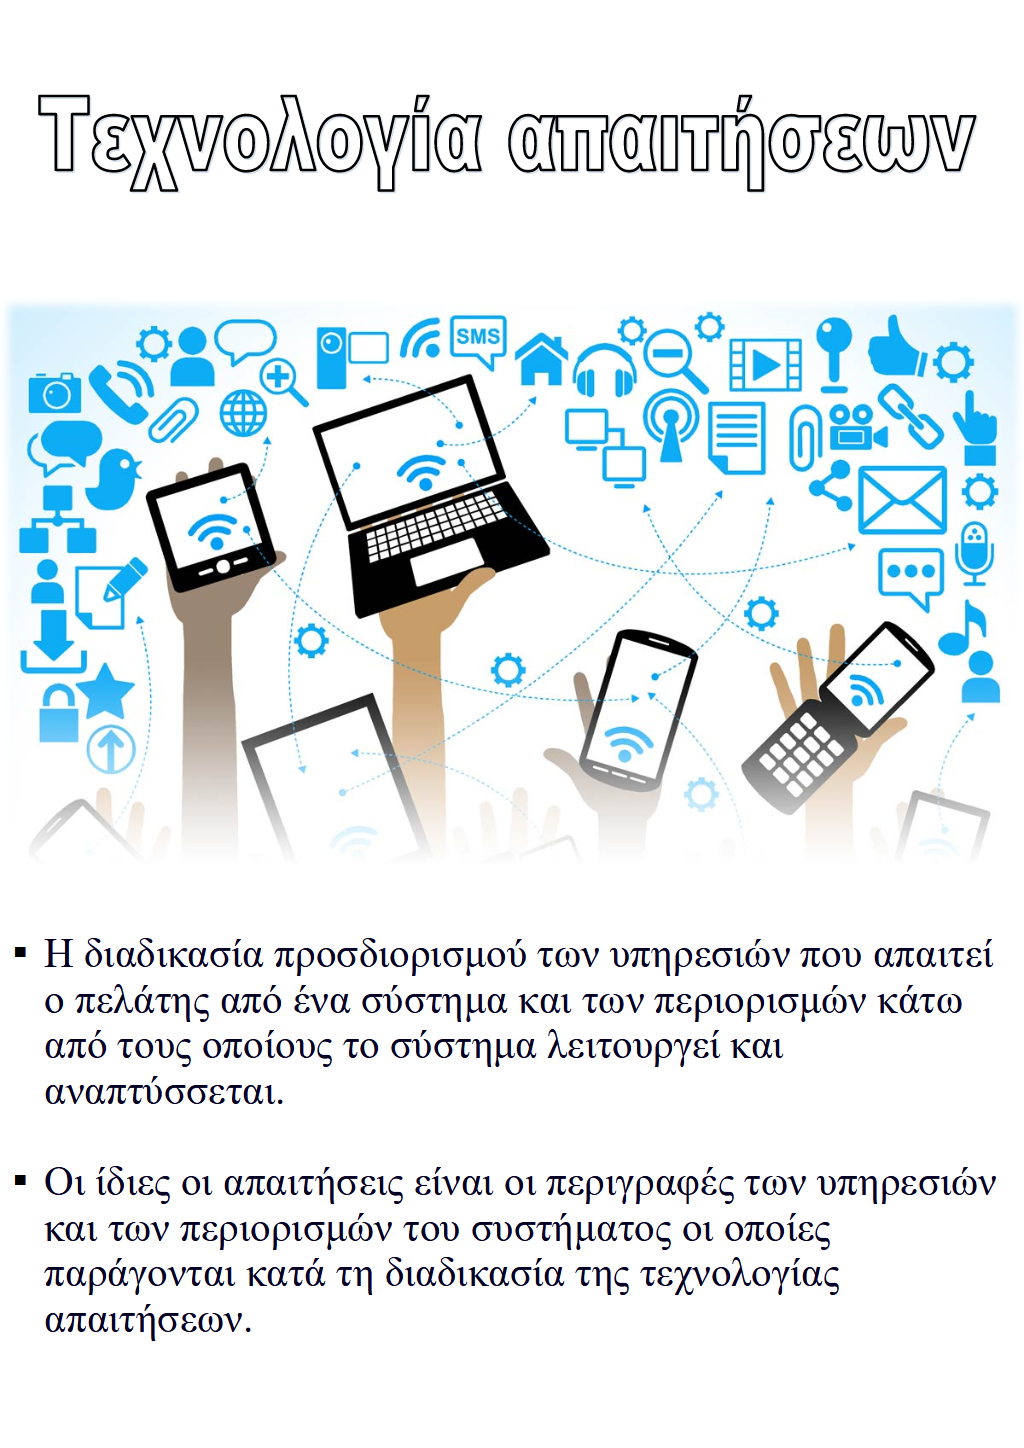 Τεχνολογία απαιτήσεων
SMS
▪ Η διαδικασία προσδιορισμού των υπηρεσιών που απαιτεί
ο πελάτης από ένα σύστημα και των περιορισμών κάτω
από τους οποίους το σύστημα λειτουργεί και
αναπτύσσεται.
▪ Οι ίδιες οι απαιτήσεις είναι οι περιγραφές των υπηρεσιών
και των περιορισμών του συστήματος οι οποίες
παράγονται κατά τη διαδικασία της τεχνολογίας
απαιτήσεων.